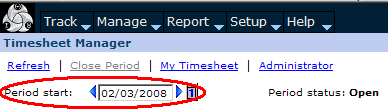 Track Manage Report Setup Help
Timesheet Manager
Refresh | Close Period | My Timesheet | Administrator
Period start: 02/03/2008 1 Period status: Open